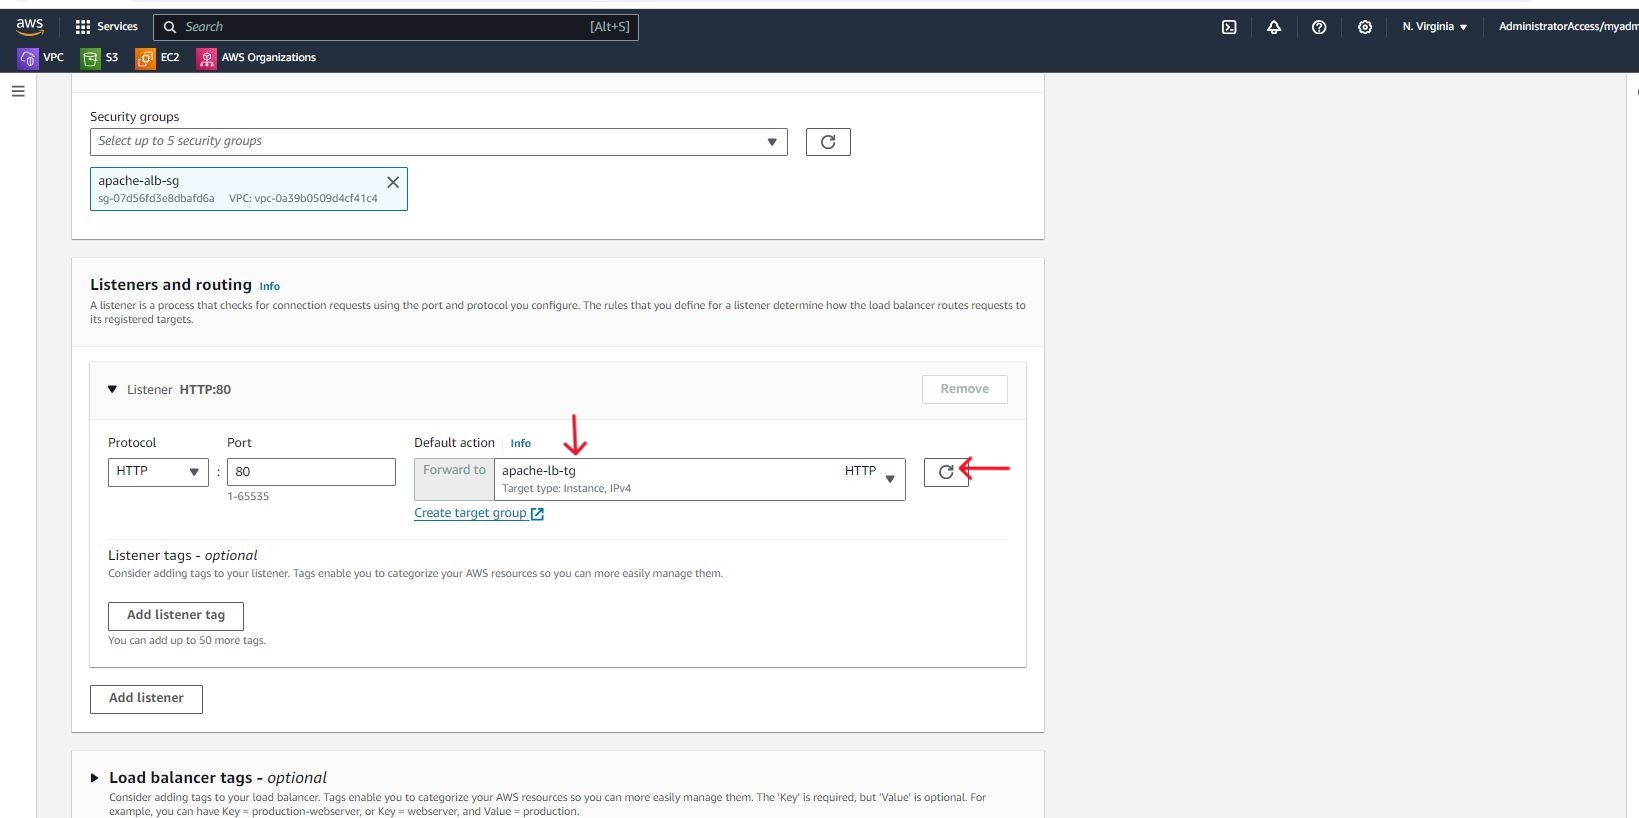 aws
Services
Search
[Alt+S]
N. Virginia
AdministratorAccess/myadm
VPC
S3
EC2
AWS Organizations
Security groups
Select up to 5 security groups
apache-alb-sg
sg-07d56fd3e8dbafd6a VPC: vpc-0a39b0509d4cf41c4
Listeners and routing Info
A listener is a process that checks for connection requests using the port and protocol you configure. The rules that you define for a listener determine how the load balancer routes requests to
its registered targets.
Listener HTTP:80
Remove
Protocol
Port
Default action Info
HTTP
:
80
1-65535
Forward to
apache-lb-tg
HTTP
Target type: Instance, IPv4
Create target group
Listener tags - optional
Consider adding tags to your listener. Tags enable you to categorize your AWS resources so you can more easily manage them.
Add listener tag
You can add up to 50 more tags.
Add listener
Load balancer tags - optional
Consider adding tags to your load balancer. Tags enable you to categorize your AWS resources so you can more easily manage them. The 'Key' is required, but 'Value' is optional. For
example, you can have Key = production-webserver, or Key = webserver, and Value = production.